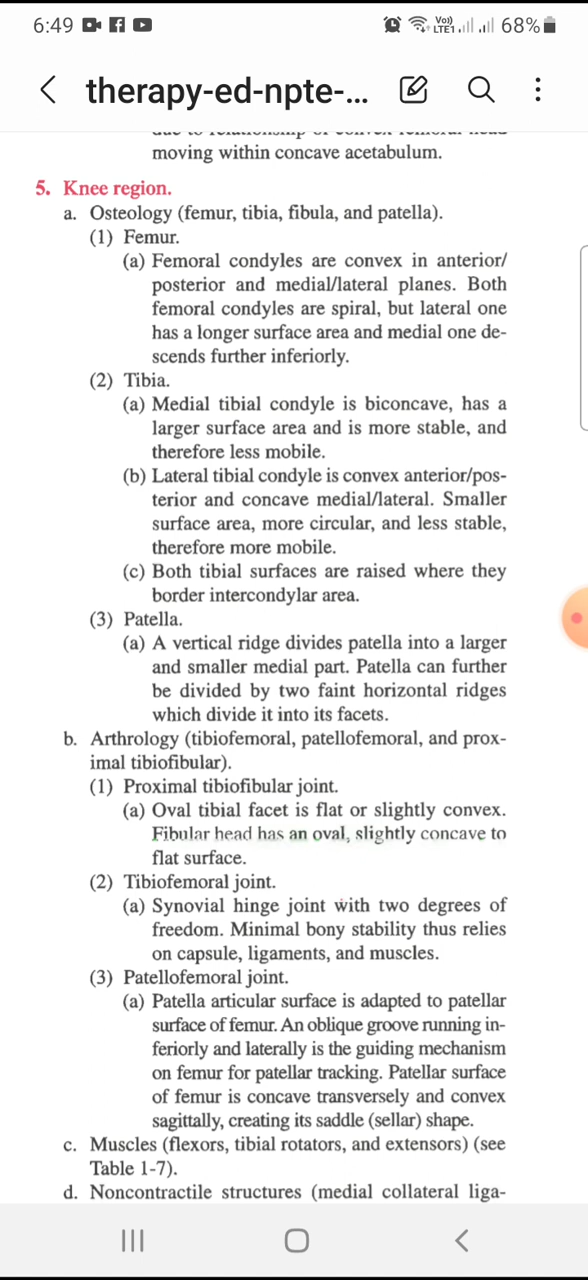 6:49 Vo)) LTE1 68%
therapy-ed-npte-...
moving within concave acetabulum.
5. Knee region.
a. Osteology (femur, tibia, fibula, and patella).
(1) Femur.
(a) Femoral condyles are convex in anterior/
posterior and medial/lateral planes. Both
femoral condyles are spiral, but lateral one
has a longer surface area and medial one de-
scends further inferiorly.
(2) Tibia.
(a) Medial tibial condyle is biconcave, has a
larger surface area and is more stable, and
therefore less mobile.
(b) Lateral tibial condyle is convex anterior/pos-
terior and concave medial/lateral. Smaller
surface area, more circular, and less stable,
therefore more mobile.
(c) Both tibial surfaces are raised where they
border intercondylar area.
(3) Patella.
(a) A vertical ridge divides patella into a larger
and smaller medial part. Patella can further
be divided by two faint horizontal ridges
which divide it into its facets.
b. Arthrology (tibiofemoral, patellofemoral, and prox-
imal tibiofibular).
(1) Proximal tibiofibular joint.
(a) Oval tibial facet is flat or slightly convex.
Fibular head has an oval, slightly concave to
flat surface.
(2) Tibiofemoral joint.
(a) Synovial hinge joint with two degrees of
freedom. Minimal bony stability thus relies
on capsule, ligaments, and muscles.
(3) Patellofemoral joint.
(a) Patella articular surface is adapted to patellar
surface of femur. An oblique groove running in-
feriorly and laterally is the guiding mechanism
on femur for patellar tracking. Patellar surface
of femur is concave transversely and convex
sagittally, creating its saddle (sellar) shape.
c. Muscles (flexors, tibial rotators, and extensors) (see
Table 1-7).
d. Noncontractile structures (medial collateral liga-